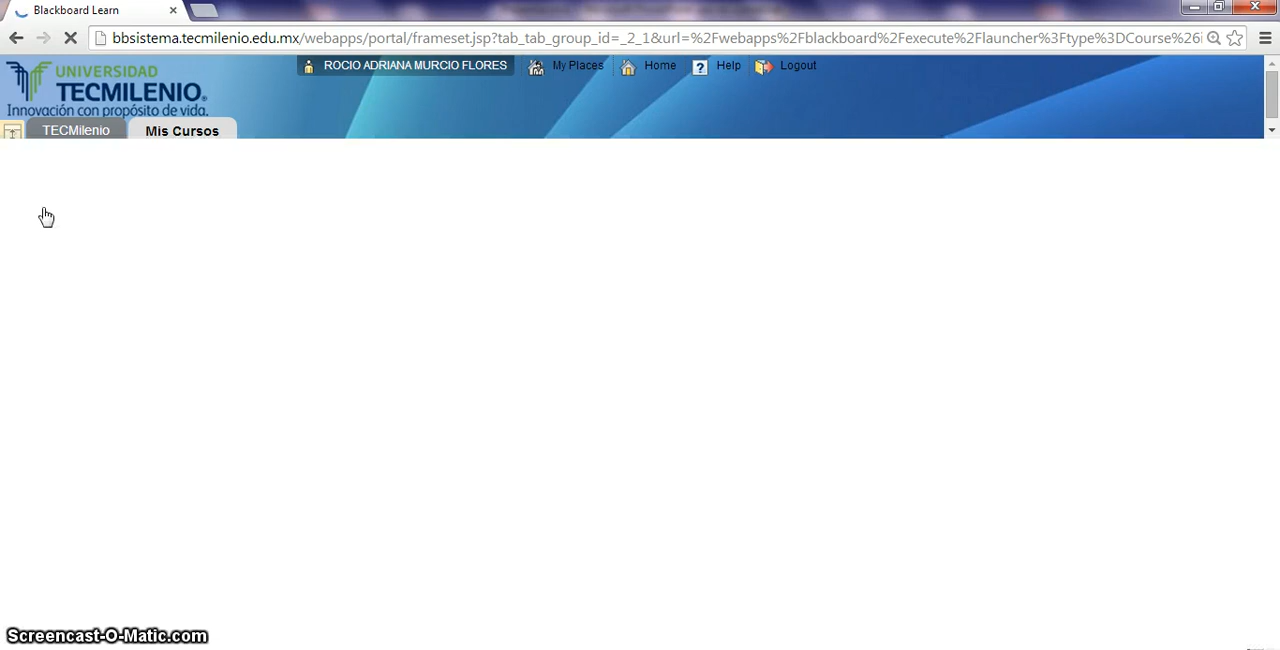 Blackboard Learn
bbsistema.tecmilenio.edu.mx/webapps/portal/frameset.jsp?tab_tab_group_id=_2_1&url=%2Fwebapps%2Fblackboard%2Fexecute%2Flauncher%3Ftype%3DCourse%26i
UNIVERSIDAD
TECMILENIO®
Innovación con propósito de vida.
ROCIO ADRIANA MURCIO FLORES My Places Home Help Logout
TECMilenio Mis Cursos
Screencast-O-Matic.com